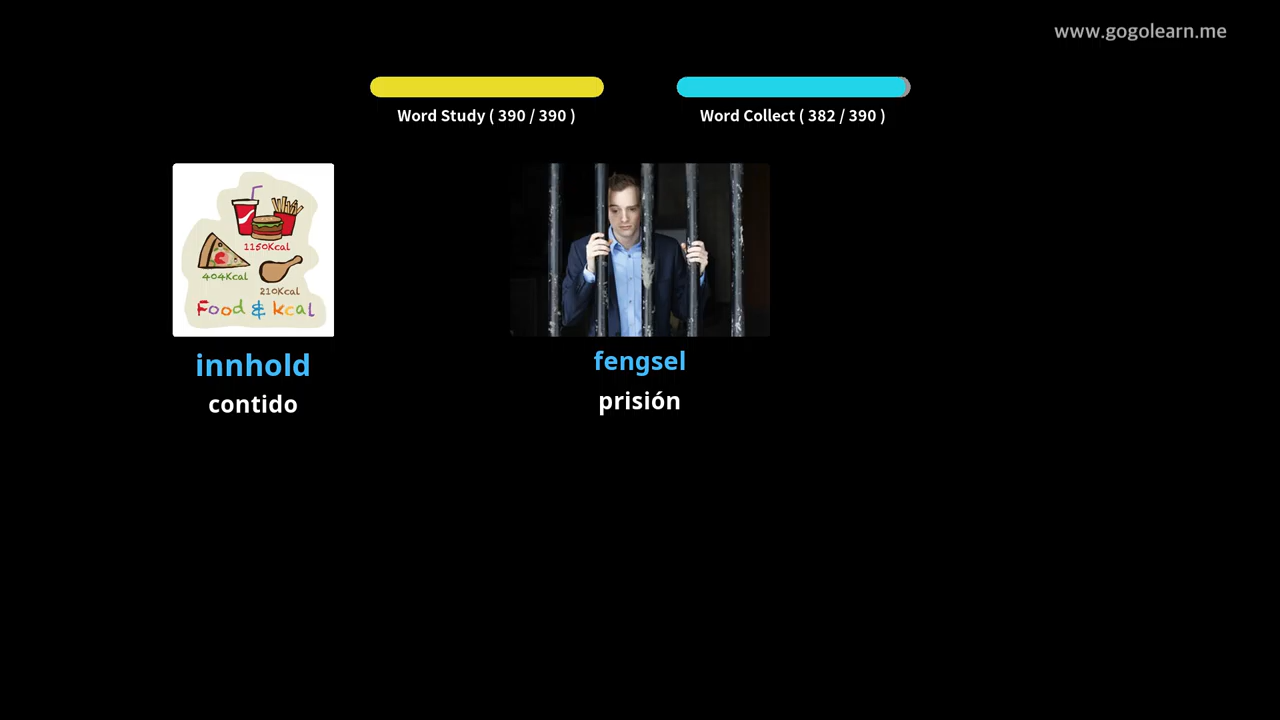 www.gogolearn.me
Word Study ( 390 / 390 )
Word Collect ( 382 / 390 )
1150Kcal
404Kcal
210Kcal
Food & kcal
innhold
contido
fengsel
prisión